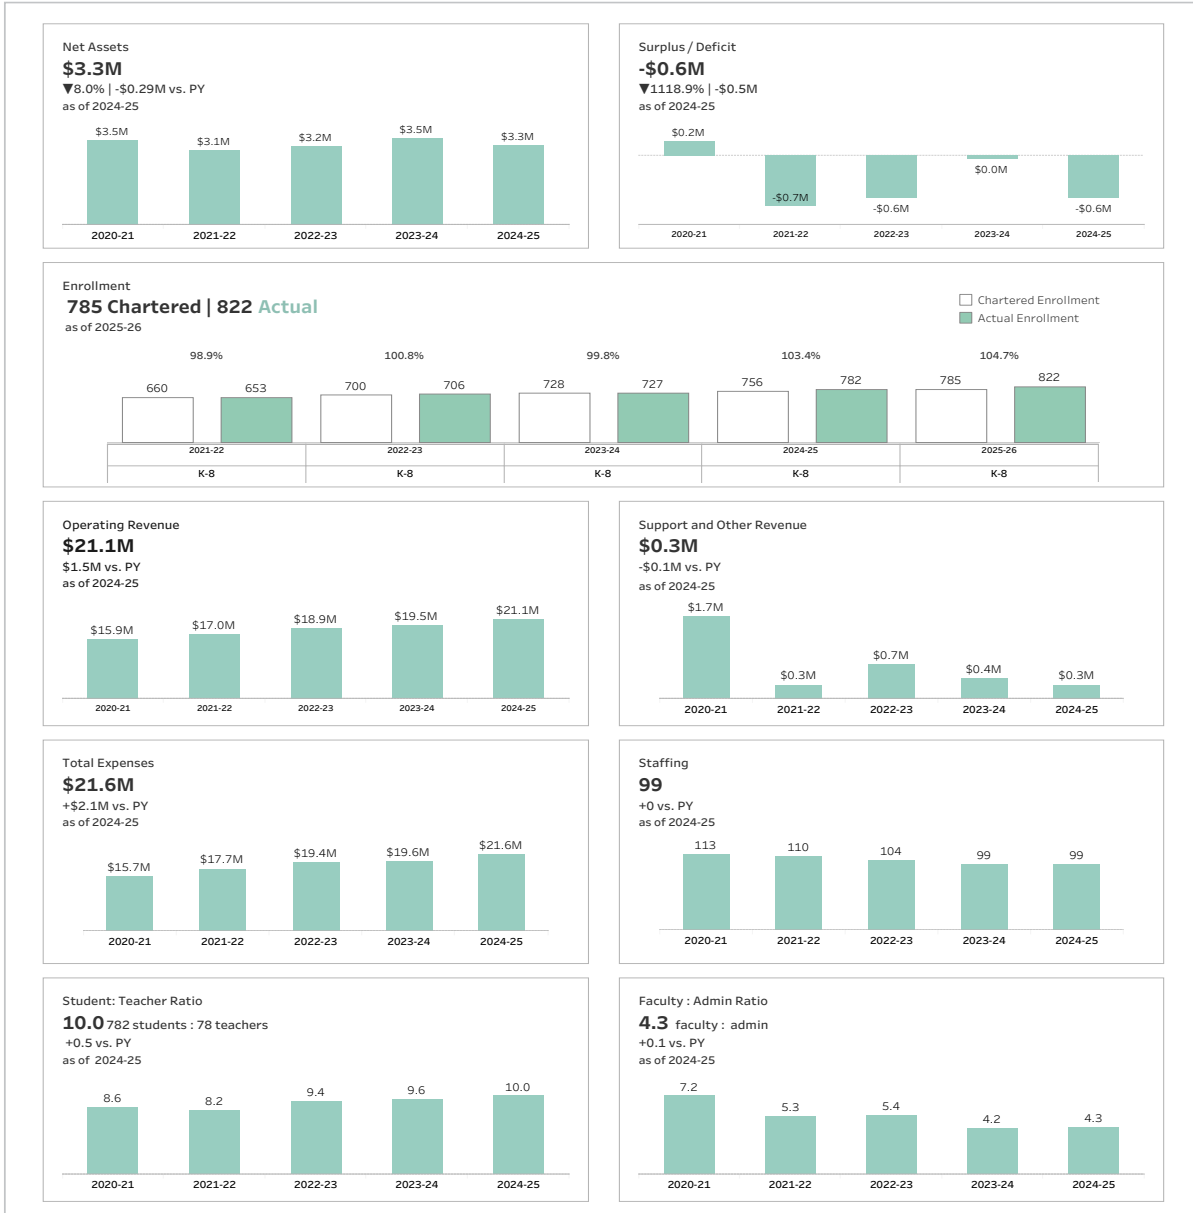 Net Assets
$3.3M
▼8.0% | -$0.29M vs. PY
as of 2024-25
$3.5M
$3.1M
$3.2M
$3.5M
$3.3M
2020-21
2021-22
2022-23
2023-24
2024-25
Surplus / Deficit
-$0.6M
▼1118.9% | -$0.5M
as of 2024-25
$0.2M
-$0.7M
-$0.6M
$0.0M
-$0.6M
2020-21
2021-22
2022-23
2023-24
2024-25
Enrollment
785 Chartered | 822 Actual
as of 2025-26
Chartered Enrollment
Actual Enrollment
98.9%
100.8%
99.8%
103.4%
104.7%
660
653
700
706
728
727
756
782
785
822
2021-22
2022-23
2023-24
2024-25
2025-26
K-8
K-8
K-8
K-8
K-8
Operating Revenue
$21.1M
$1.5M vs. PY
as of 2024-25
$15.9M
$17.0M
$18.9M
$19.5M
$21.1M
2020-21
2021-22
2022-23
2023-24
2024-25
Support and Other Revenue
$0.3M
-$0.1M vs. PY
as of 2024-25
$1.7M
$0.3M
$0.7M
$0.4M
$0.3M
2020-21
2021-22
2022-23
2023-24
2024-25
Total Expenses
$21.6M
+$2.1M vs. PY
as of 2024-25
$15.7M
$17.7M
$19.4M
$19.6M
$21.6M
2020-21
2021-22
2022-23
2023-24
2024-25
Staffing
99
+0 vs. PY
as of 2024-25
113
110
104
99
99
2020-21
2021-22
2022-23
2023-24
2024-25
Student: Teacher Ratio
10.0 782 students : 78 teachers
+0.5 vs. PY
as of 2024-25
8.6
8.2
9.4
9.6
10.0
2020-21
2021-22
2022-23
2023-24
2024-25
Faculty : Admin Ratio
4.3 faculty : admin
+0.1 vs. PY
as of 2024-25
7.2
5.3
5.4
4.2
4.3
2020-21
2021-22
2022-23
2023-24
2024-25